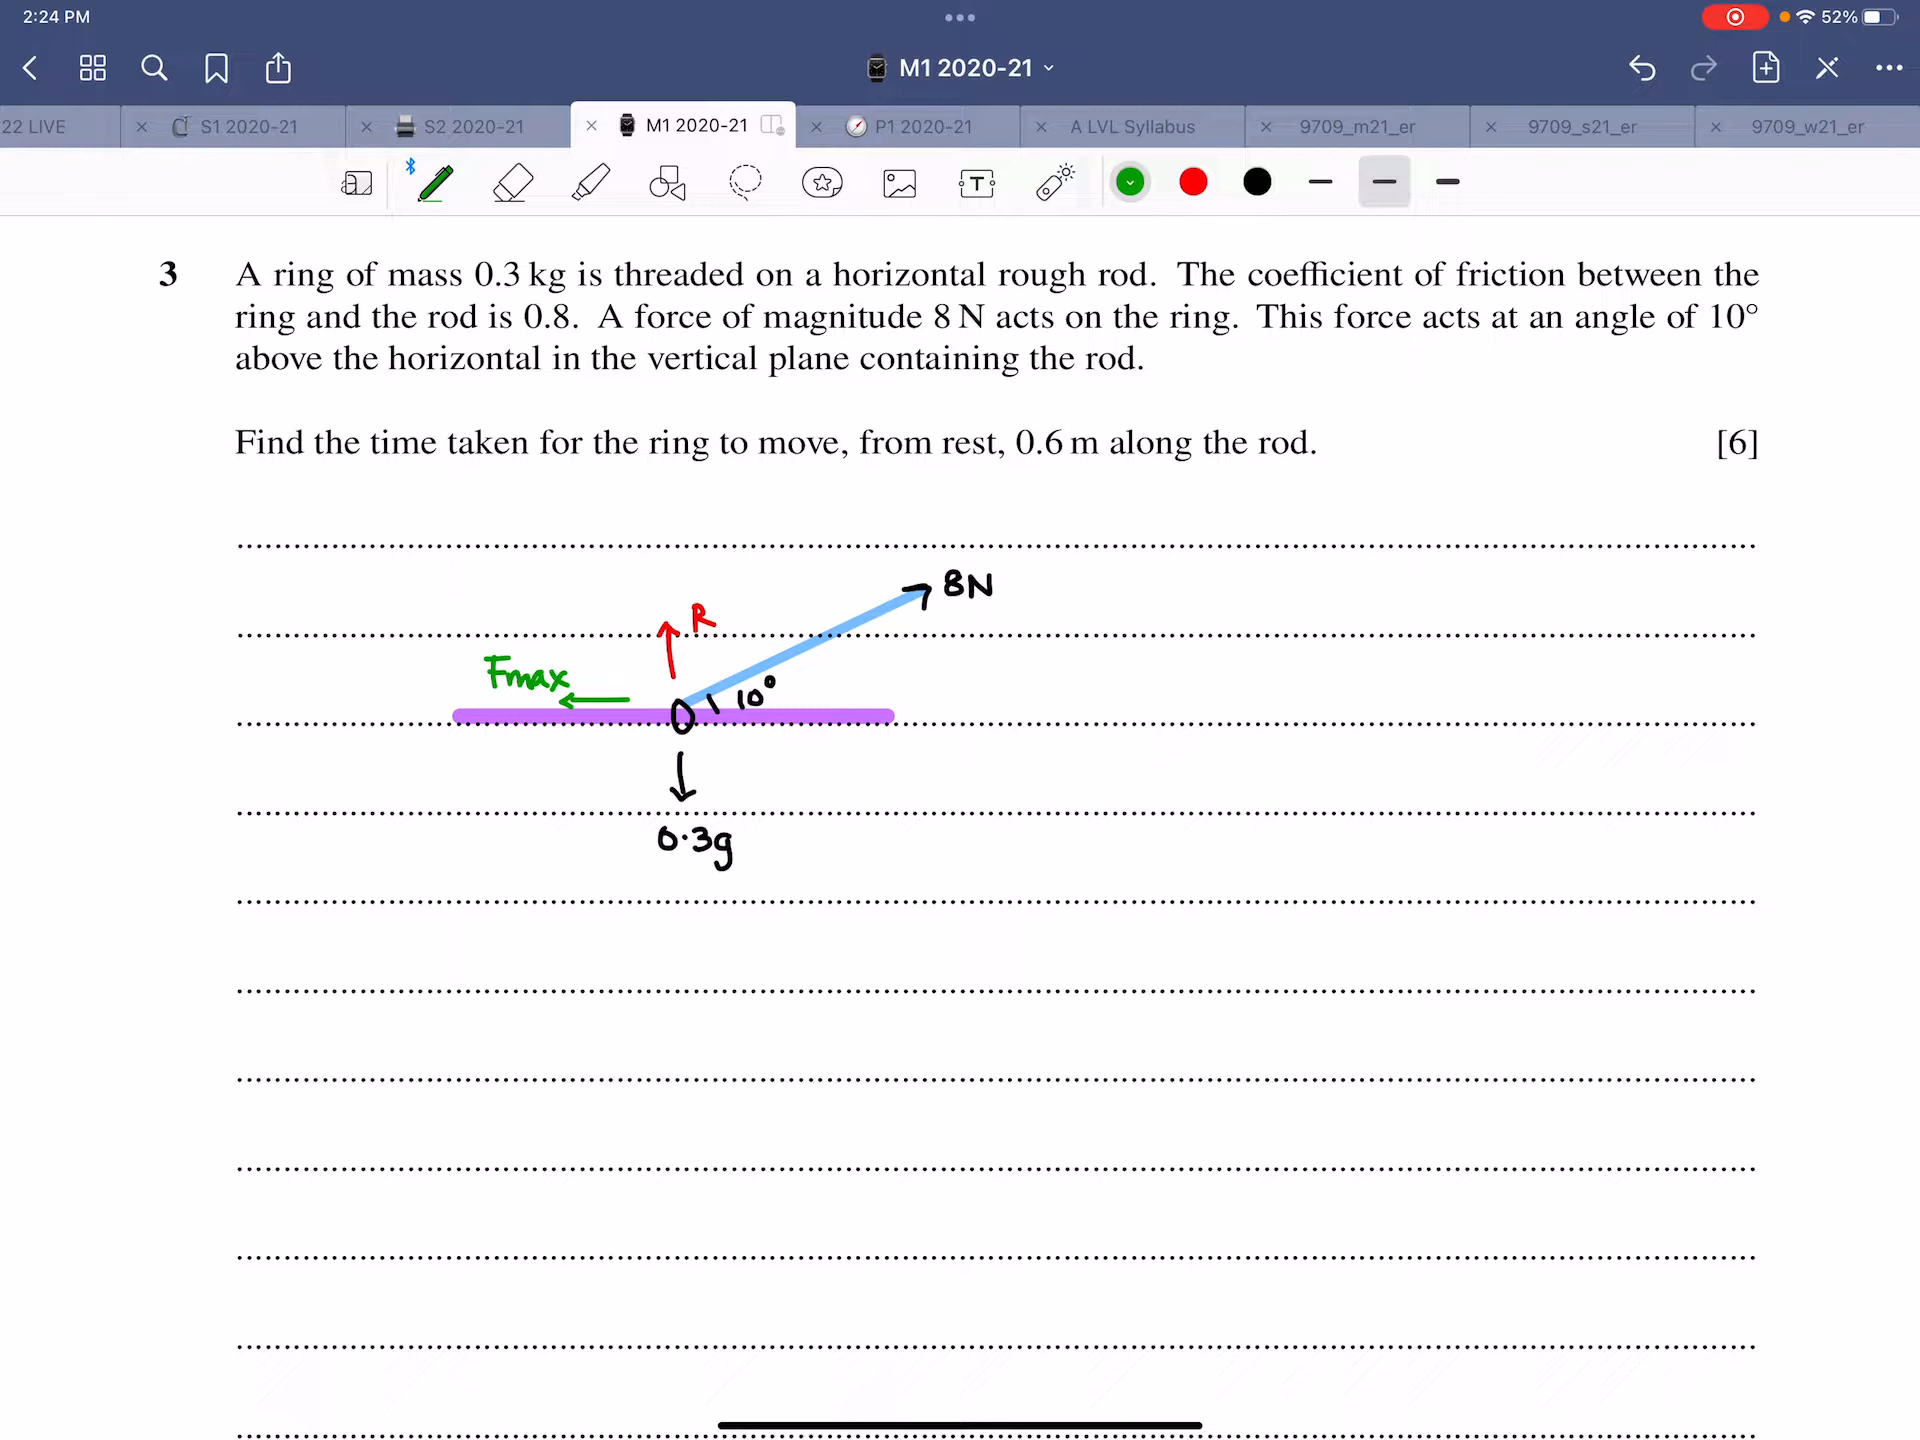 2:24 PM
52%
M1 2020-21
22 LIVE
S1 2020-21
S2 2020-21
M1 2020-21
P1 2020-21
A LVL Syllabus
9709_m21_er
9709_s21_er
9709_w21_er
3 A ring of mass 0.3 kg is threaded on a horizontal rough rod. The coefficient of friction between the
ring and the rod is 0.8. A force of magnitude 8 N acts on the ring. This force acts at an angle of 10°
above the horizontal in the vertical plane containing the rod.
Find the time taken for the ring to move, from rest, 0.6 m along the rod. [6]
8N
R
Fmax
10°
0.3g